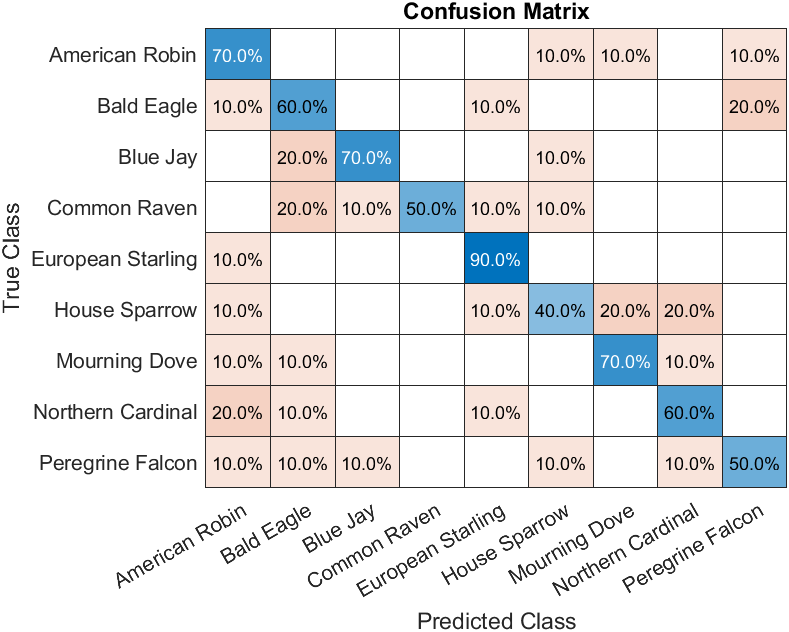 Confusion Matrix
True Class
American Robin 70.0% 10.0% 10.0% 10.0%
Bald Eagle 10.0% 60.0% 10.0% 20.0%
Blue Jay 20.0% 70.0% 10.0%
Common Raven 20.0% 10.0% 50.0% 10.0% 10.0%
European Starling 10.0% 90.0%
House Sparrow 10.0% 10.0% 40.0% 20.0% 20.0%
Mourning Dove 10.0% 10.0% 70.0% 10.0%
Northern Cardinal 20.0% 10.0% 10.0% 60.0%
Peregrine Falcon 10.0% 10.0% 10.0% 10.0% 10.0% 50.0%
American Robin
Bald Eagle
Blue Jay
Common Raven
European Starling
House Sparrow
Mourning Dove
Northern Cardinal
Peregrine Falcon
Predicted Class